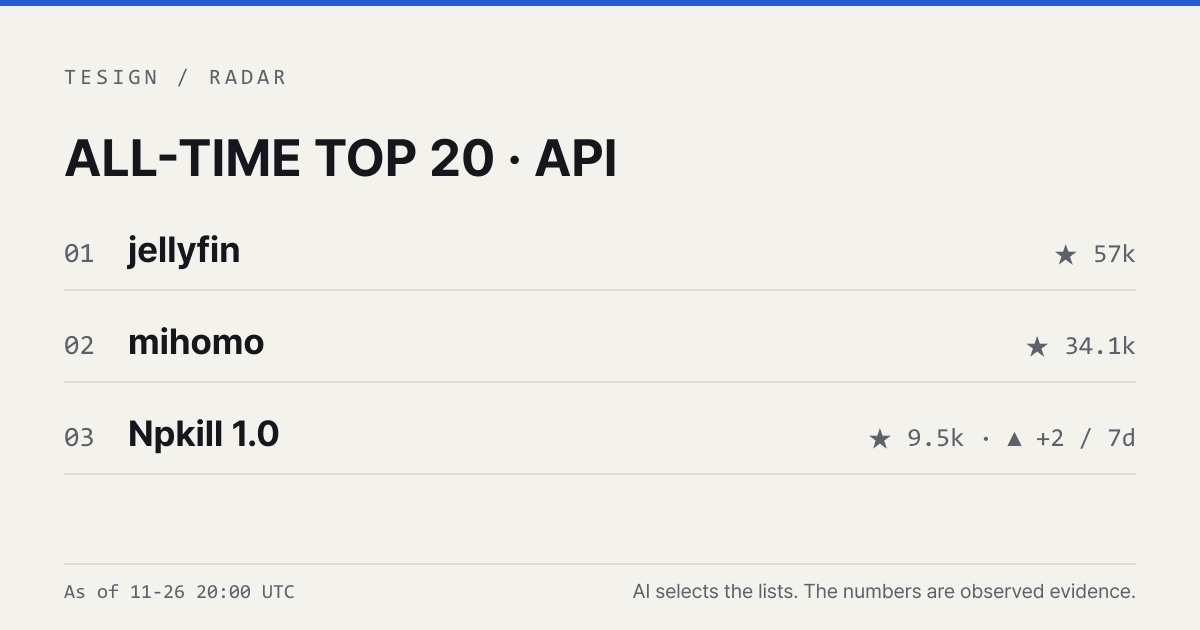 TESIGN / RADAR
ALL-TIME TOP 20 · API
01 jellyfin ★ 57k
02 mihomo ★ 34.1k
03 Npkill 1.0 ★ 9.5k · ▲ +2 / 7d
As of 11-26 20:00 UTC AI selects the lists. The numbers are observed evidence.